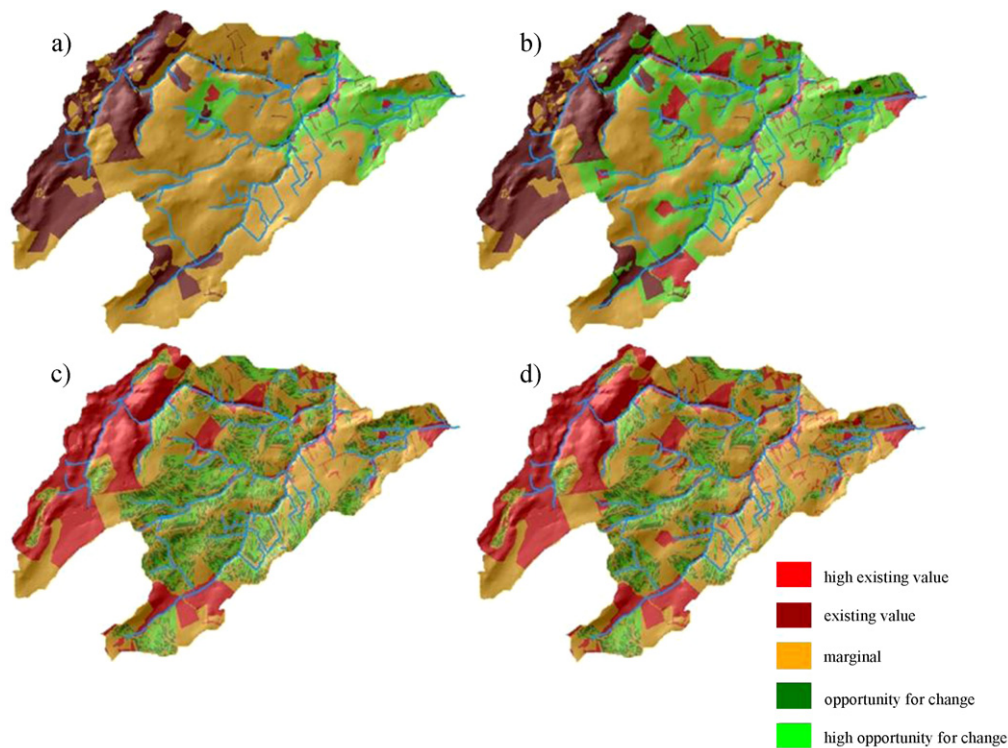 a)
b)
c)
d)
high existing value
existing value
marginal
opportunity for change
high opportunity for change